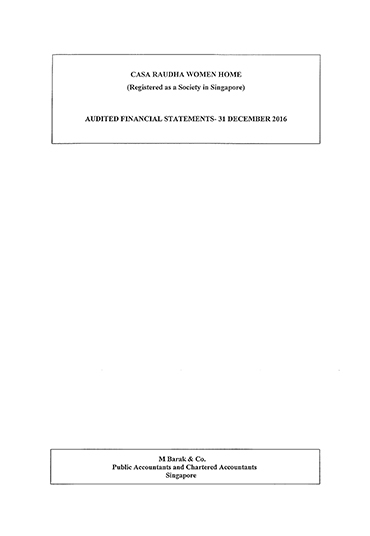 CASA RAUDHA WOMEN HOME
(Registered as a Society in Singapore)
AUDITED FINANCIAL STATEMENTS- 31 DECEMBER 2016
M Barak & Co.
Public Accountants and Chartered Accountants
Singapore